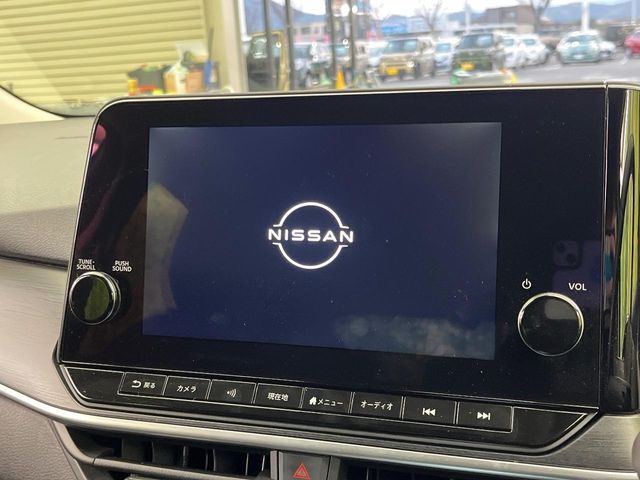 NISSAN
TUNE・
SCROLL
PUSH
SOUND
VOL
戻る
カメラ
現在地
メニュー
オーディオ